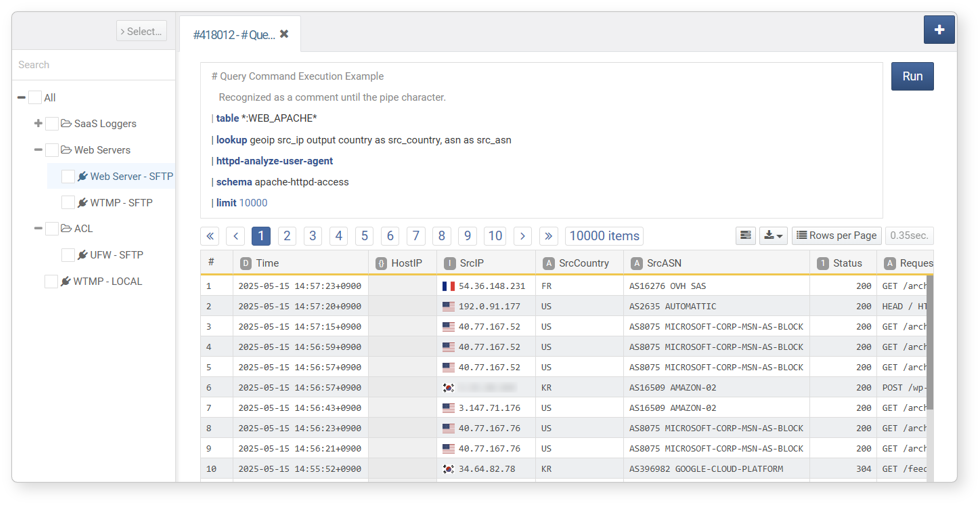 › Select...
#418012 - # Que... ✖
+
Search
All
SaaS Loggers
Web Servers
Web Server - SFTP
WTMP - SFTP
ACL
UFW - SFTP
WTMP - LOCAL
# Query Command Execution Example
Recognized as a comment until the pipe character.
| table *:WEB_APACHE*
| lookup geoip src_ip output country as src_country, asn as src_asn
| httpd-analyze-user-agent
| schema apache-httpd-access
| limit 10000
Run
« ‹ 1 2 3 4 5 6 7 8 9 10 › » 10000 items Rows per Page 0.35sec.
# D Time {} HostIP I SrcIP A SrcCountry A SrcASN 1 Status A Reques
1 2025-05-15 14:57:23+0900 54.36.148.231 FR AS16276 OVH SAS 200 GET /arch
2 2025-05-15 14:57:20+0900 192.0.91.177 US AS2635 AUTOMATTIC 200 HEAD / HT
3 2025-05-15 14:57:15+0900 40.77.167.52 US AS8075 MICROSOFT-CORP-MSN-AS-BLOCK 200 GET /arch
4 2025-05-15 14:56:59+0900 40.77.167.52 US AS8075 MICROSOFT-CORP-MSN-AS-BLOCK 200 GET /arch
5 2025-05-15 14:56:57+0900 40.77.167.52 US AS8075 MICROSOFT-CORP-MSN-AS-BLOCK 200 GET /arch
6 2025-05-15 14:56:57+0900 KR AS16509 AMAZON-02 200 POST /wp-
7 2025-05-15 14:56:43+0900 3.147.71.176 US AS16509 AMAZON-02 200 GET /arch
8 2025-05-15 14:56:23+0900 40.77.167.76 US AS8075 MICROSOFT-CORP-MSN-AS-BLOCK 200 GET /arch
9 2025-05-15 14:56:21+0900 40.77.167.76 US AS8075 MICROSOFT-CORP-MSN-AS-BLOCK 200 GET /arch
10 2025-05-15 14:55:52+0900 34.64.82.78 KR AS396982 GOOGLE-CLOUD-PLATFORM 304 GET /feed